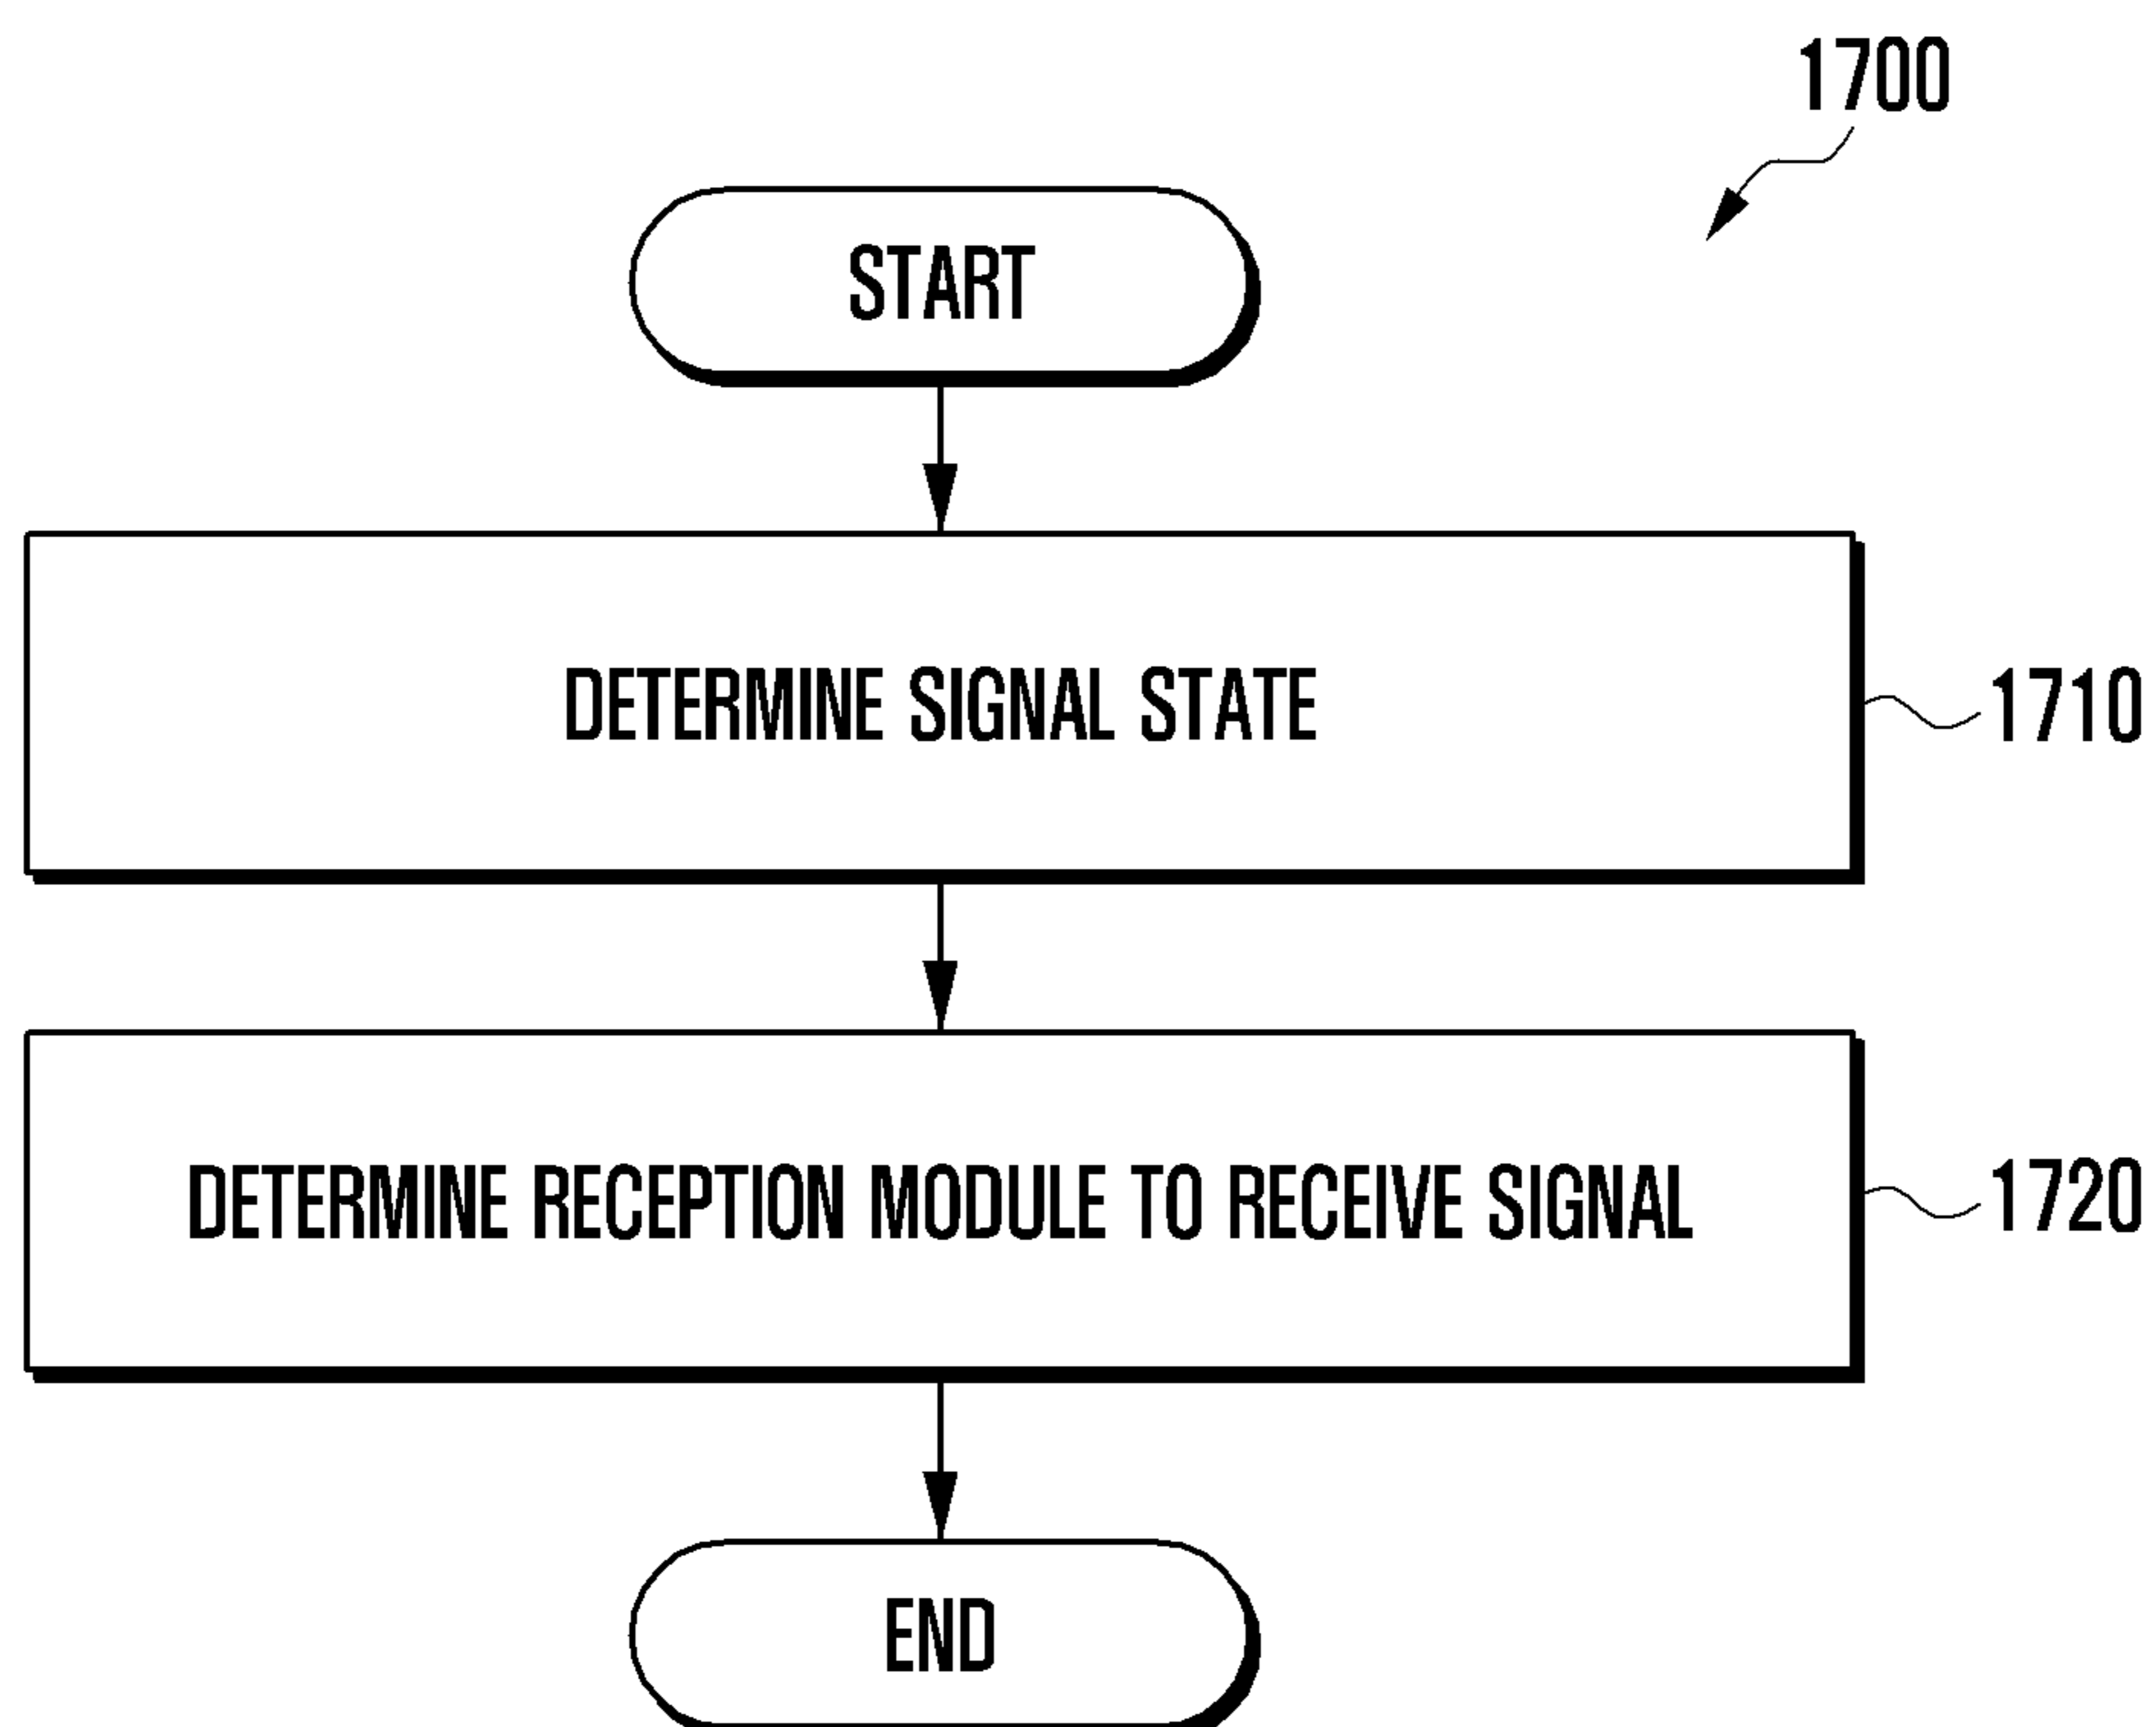 1700
START
DETERMINE SIGNAL STATE
1710
DETERMINE RECEPTION MODULE TO RECEIVE SIGNAL
1720
END